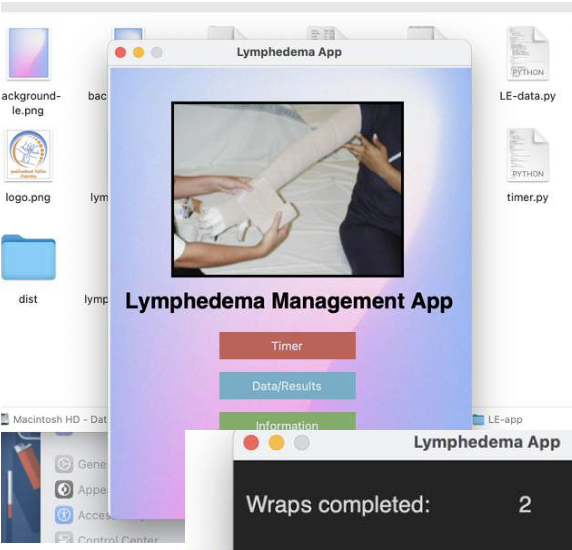 Lymphedema App
PYTHON
ackground-
le.png
bac
LE-data.py
PYTHON
logo.png
lym
timer.py
dist
lymp
Lymphedema Management App
Timer
Data/Results
Information
Macintosh HD - Dat
LE-app
Gene
Appe
Acces
Control Center
Lymphedema App
Wraps completed: 2